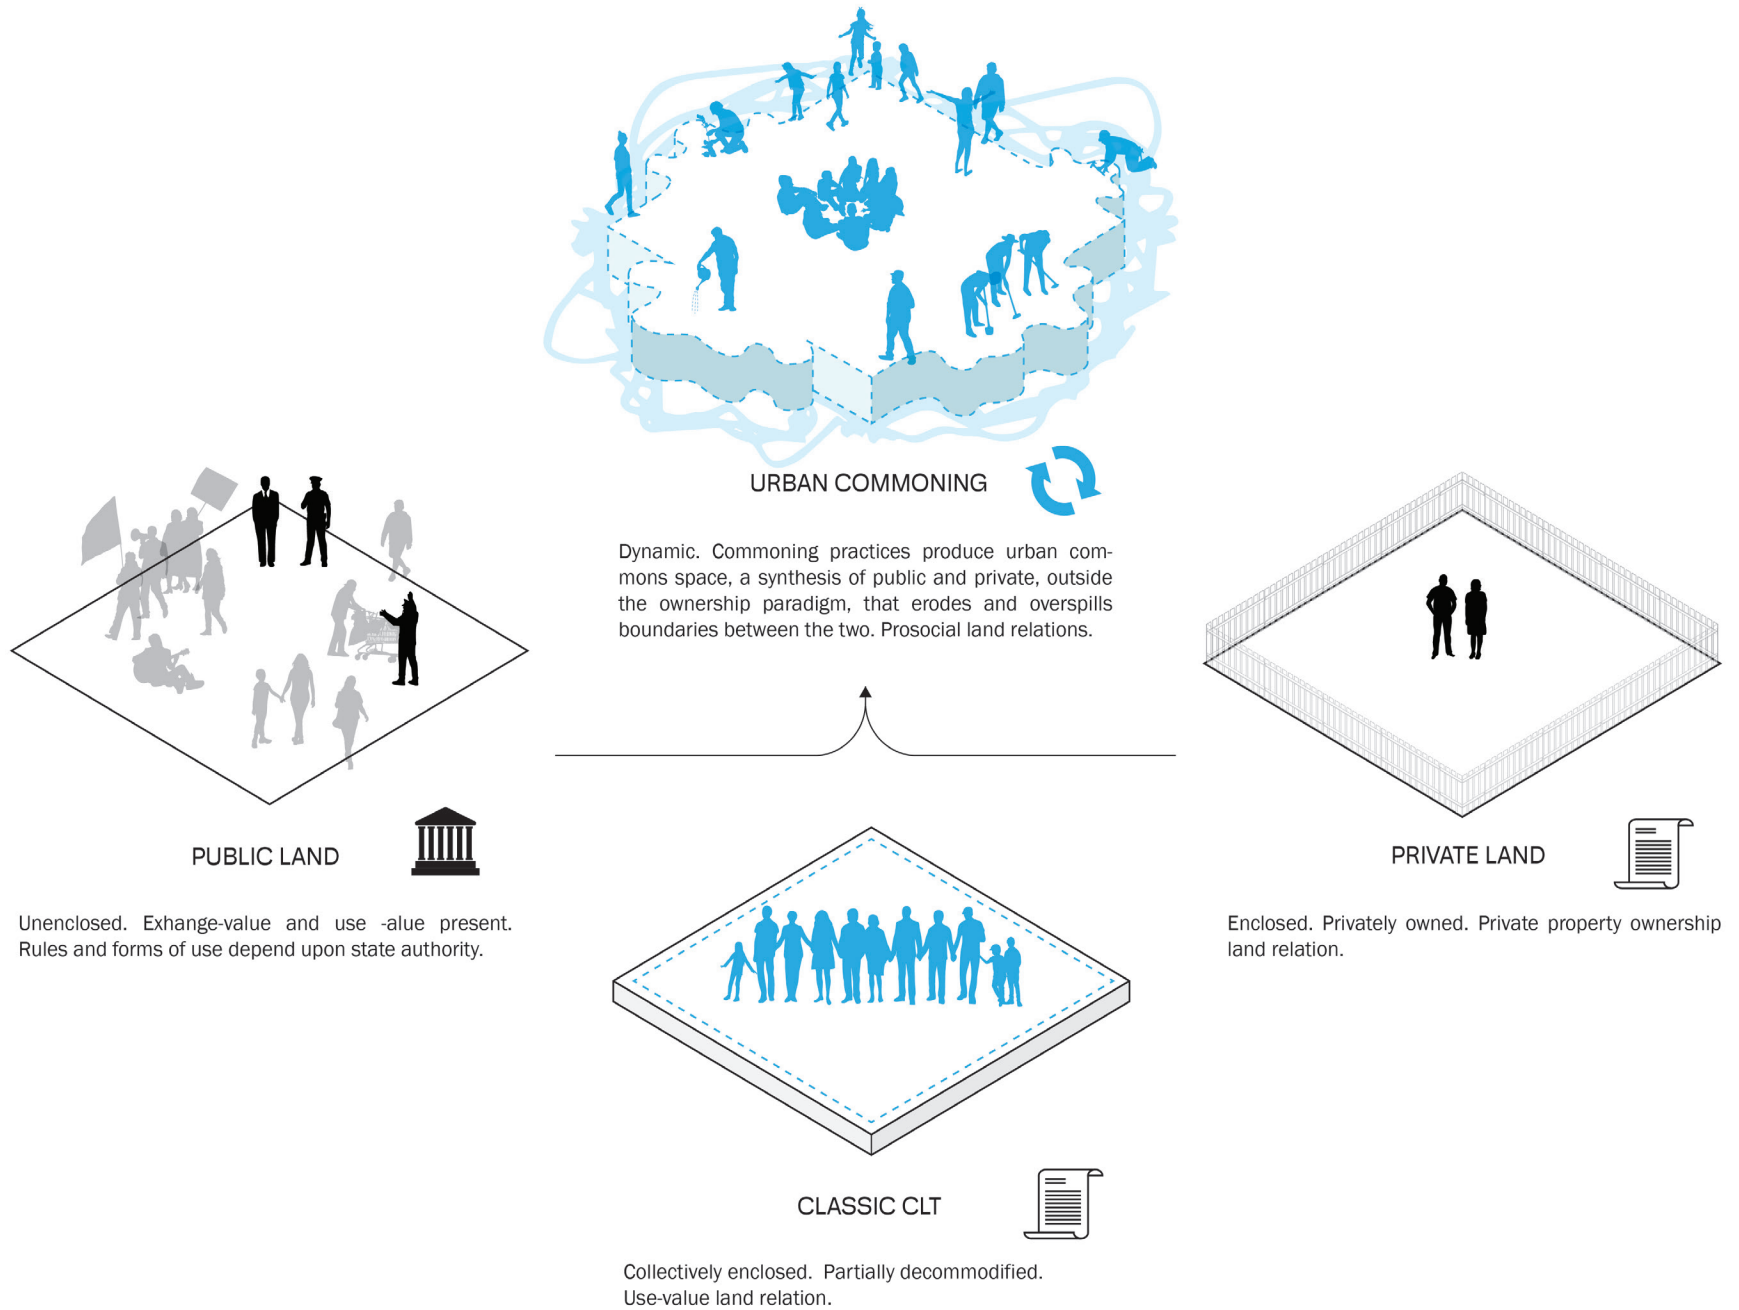 URBAN COMMONING
Dynamic. Commoning practices produce urban com-
mons space, a synthesis of public and private, outside
the ownership paradigm, that erodes and overspills
boundaries between the two. Prosocial land relations.
PUBLIC LAND
Unenclosed. Exhange-value and use -alue present.
Rules and forms of use depend upon state authority.
PRIVATE LAND
Enclosed. Privately owned. Private property ownership
land relation.
CLASSIC CLT
Collectively enclosed. Partially decommodified.
Use-value land relation.